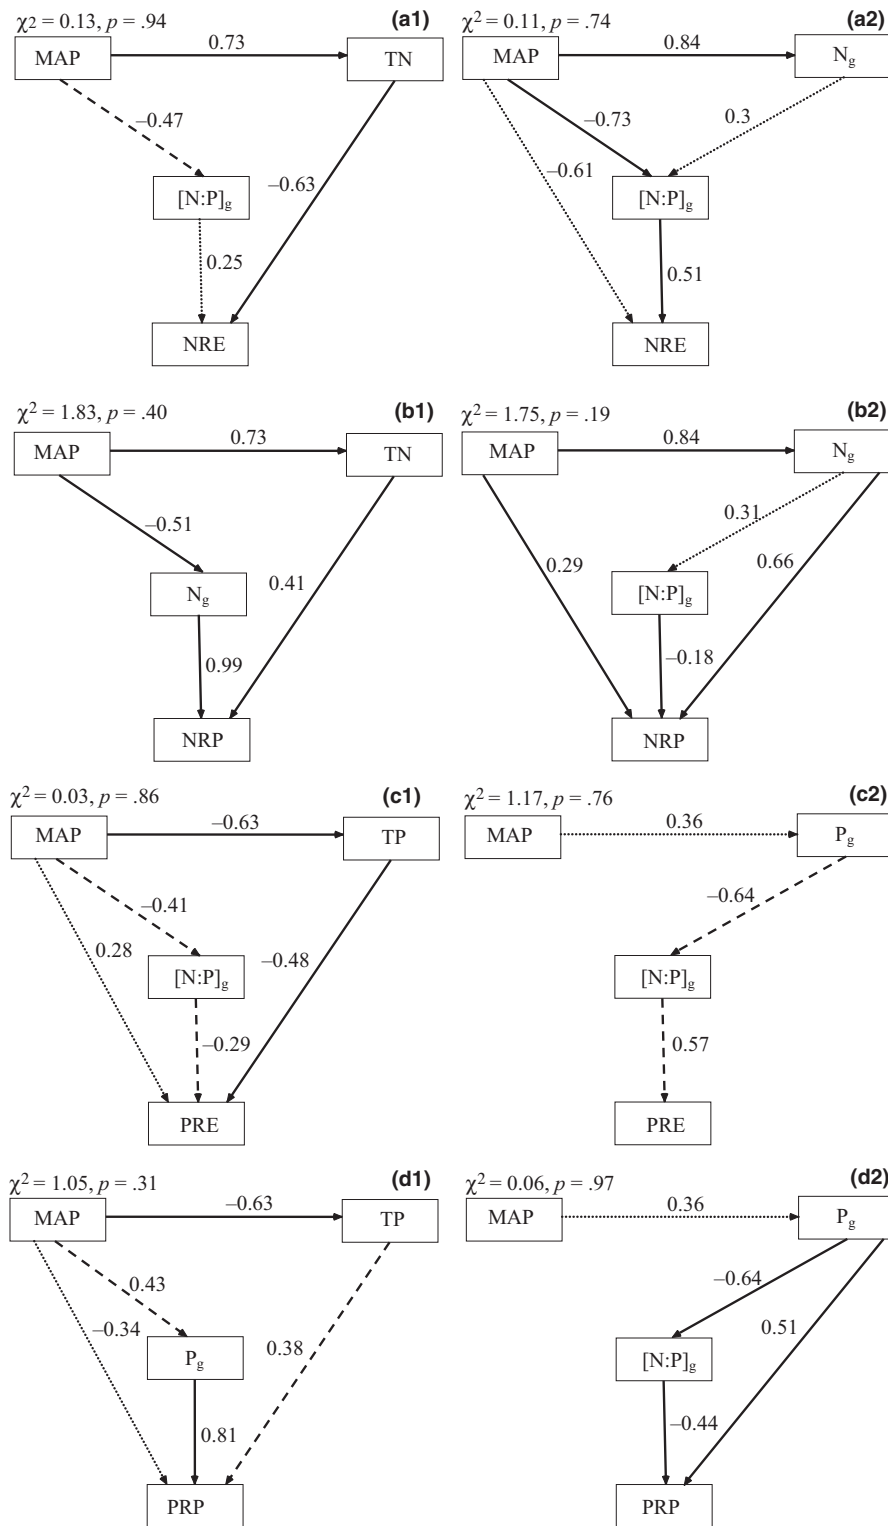 χ2 = 0.13, p = .94 (a1)
MAP 0.73 TN
–0.47
–0.63
[N:P]g
0.25
NRE
χ² = 0.11, p = .74 (a2)
MAP 0.84 Ng
–0.73 0.3
–0.61
[N:P]g
0.51
NRE
χ² = 1.83, p = .40 (b1)
MAP 0.73 TN
–0.51
Ng 0.41
0.99
NRP
χ² = 1.75, p = .19 (b2)
MAP 0.84 Ng
0.31
0.29 0.66
[N:P]g
–0.18
NRP
χ² = 0.03, p = .86 (c1)
MAP –0.63 TP
–0.41
0.28 –0.48
[N:P]g
–0.29
PRE
χ² = 1.17, p = .76 (c2)
MAP 0.36 Pg
–0.64
[N:P]g
0.57
PRE
χ² = 1.05, p = .31 (d1)
MAP –0.63 TP
0.43
–0.34 0.38
Pg
0.81
PRP
χ² = 0.06, p = .97 (d2)
MAP 0.36 Pg
–0.64
0.51
[N:P]g
–0.44
PRP